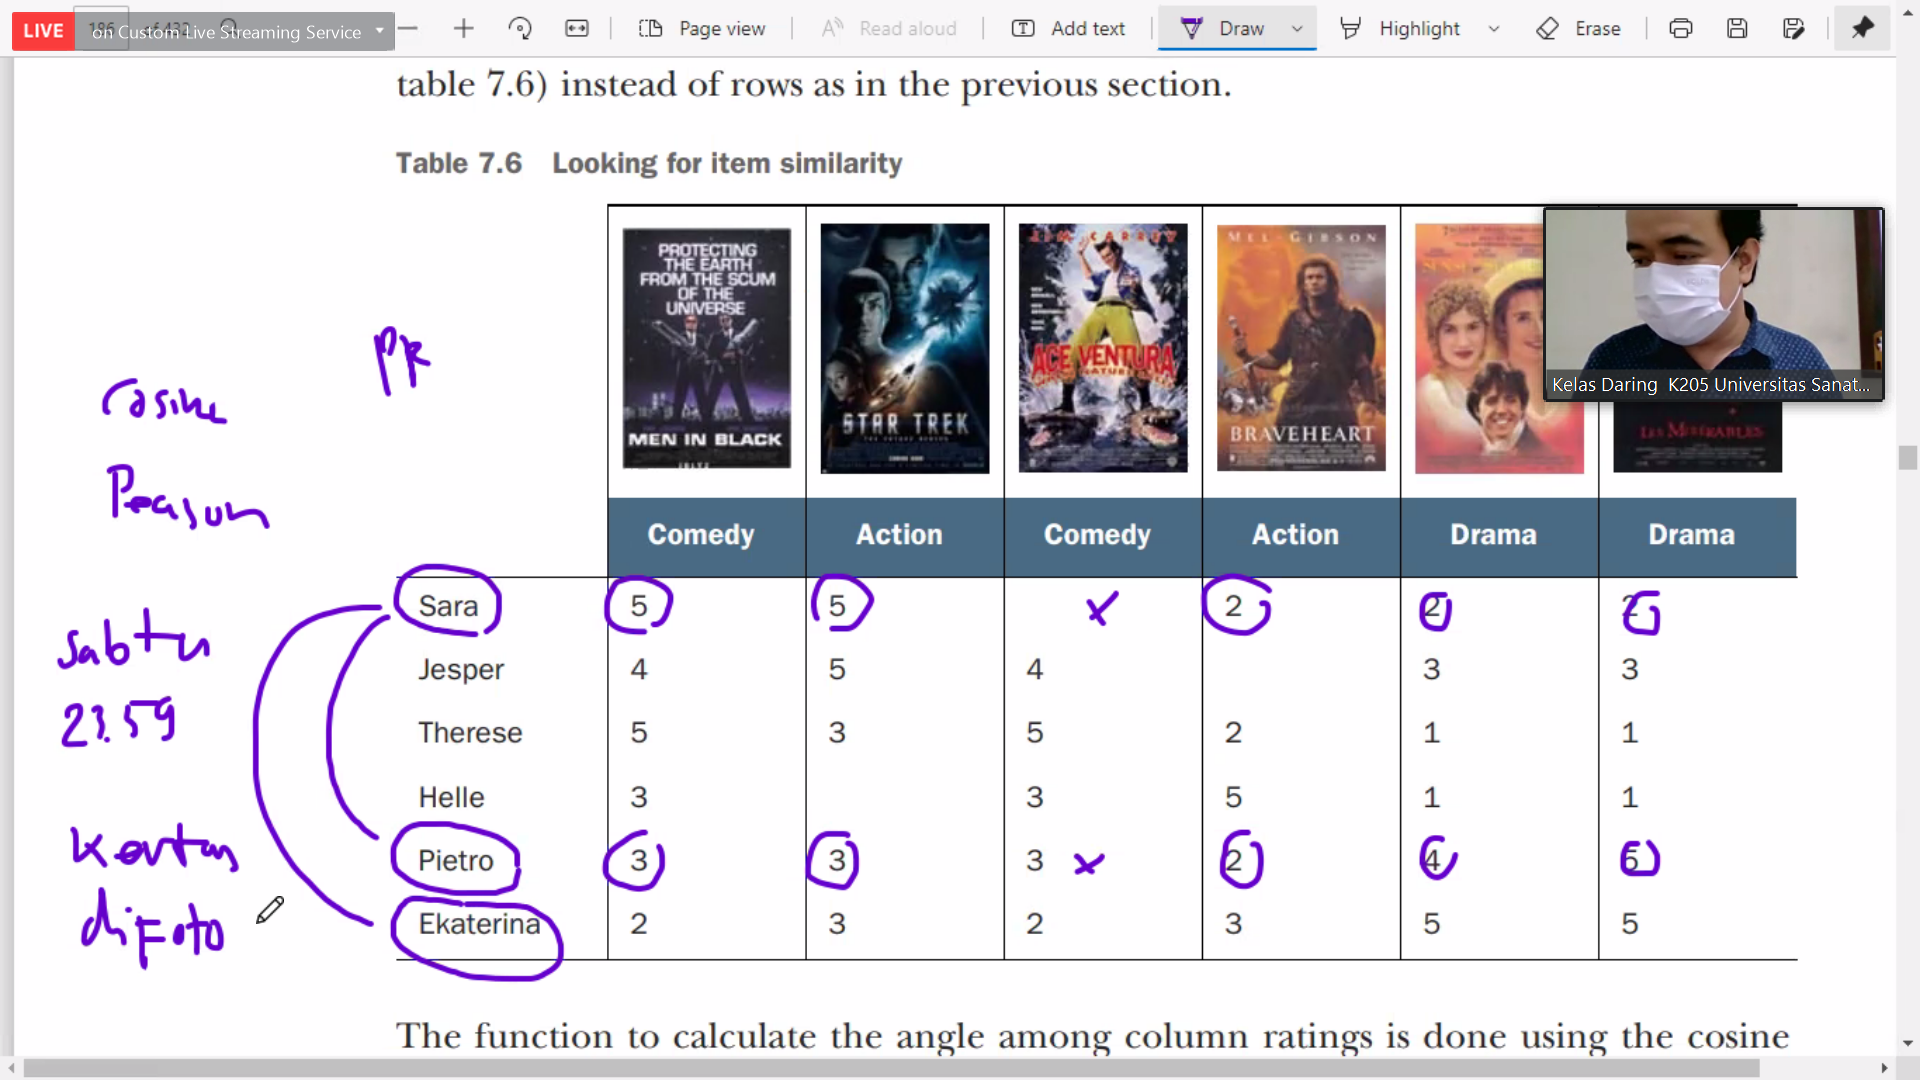 LIVE
on Custom Live Streaming Service
Page view
Read aloud
Add text
Draw
Highlight
Erase
table 7.6) instead of rows as in the previous section.
Table 7.6 Looking for item similarity
PROTECTING
THE EARTH
FROM THE SCUM
OF THE
UNIVERSE
MEN IN BLACK
STAR TREK
JIM CARREY
ACE VENTURA
MEL GIBSON
BRAVEHEART
LES MISÉRABLES
Kelas Daring K205 Universitas Sanat...
PR
Cosine
Pearson
Sabtu
23.59
Kertas
difoto
Comedy Action Comedy Action Drama Drama
Sara 5 5 x 2 2 2
Jesper 4 5 4 3 3
Therese 5 3 5 2 1 1
Helle 3 3 5 1 1
Pietro 3 3 3 x 2 4 5
Ekaterina 2 3 2 3 5 5
The function to calculate the angle among column ratings is done using the cosine